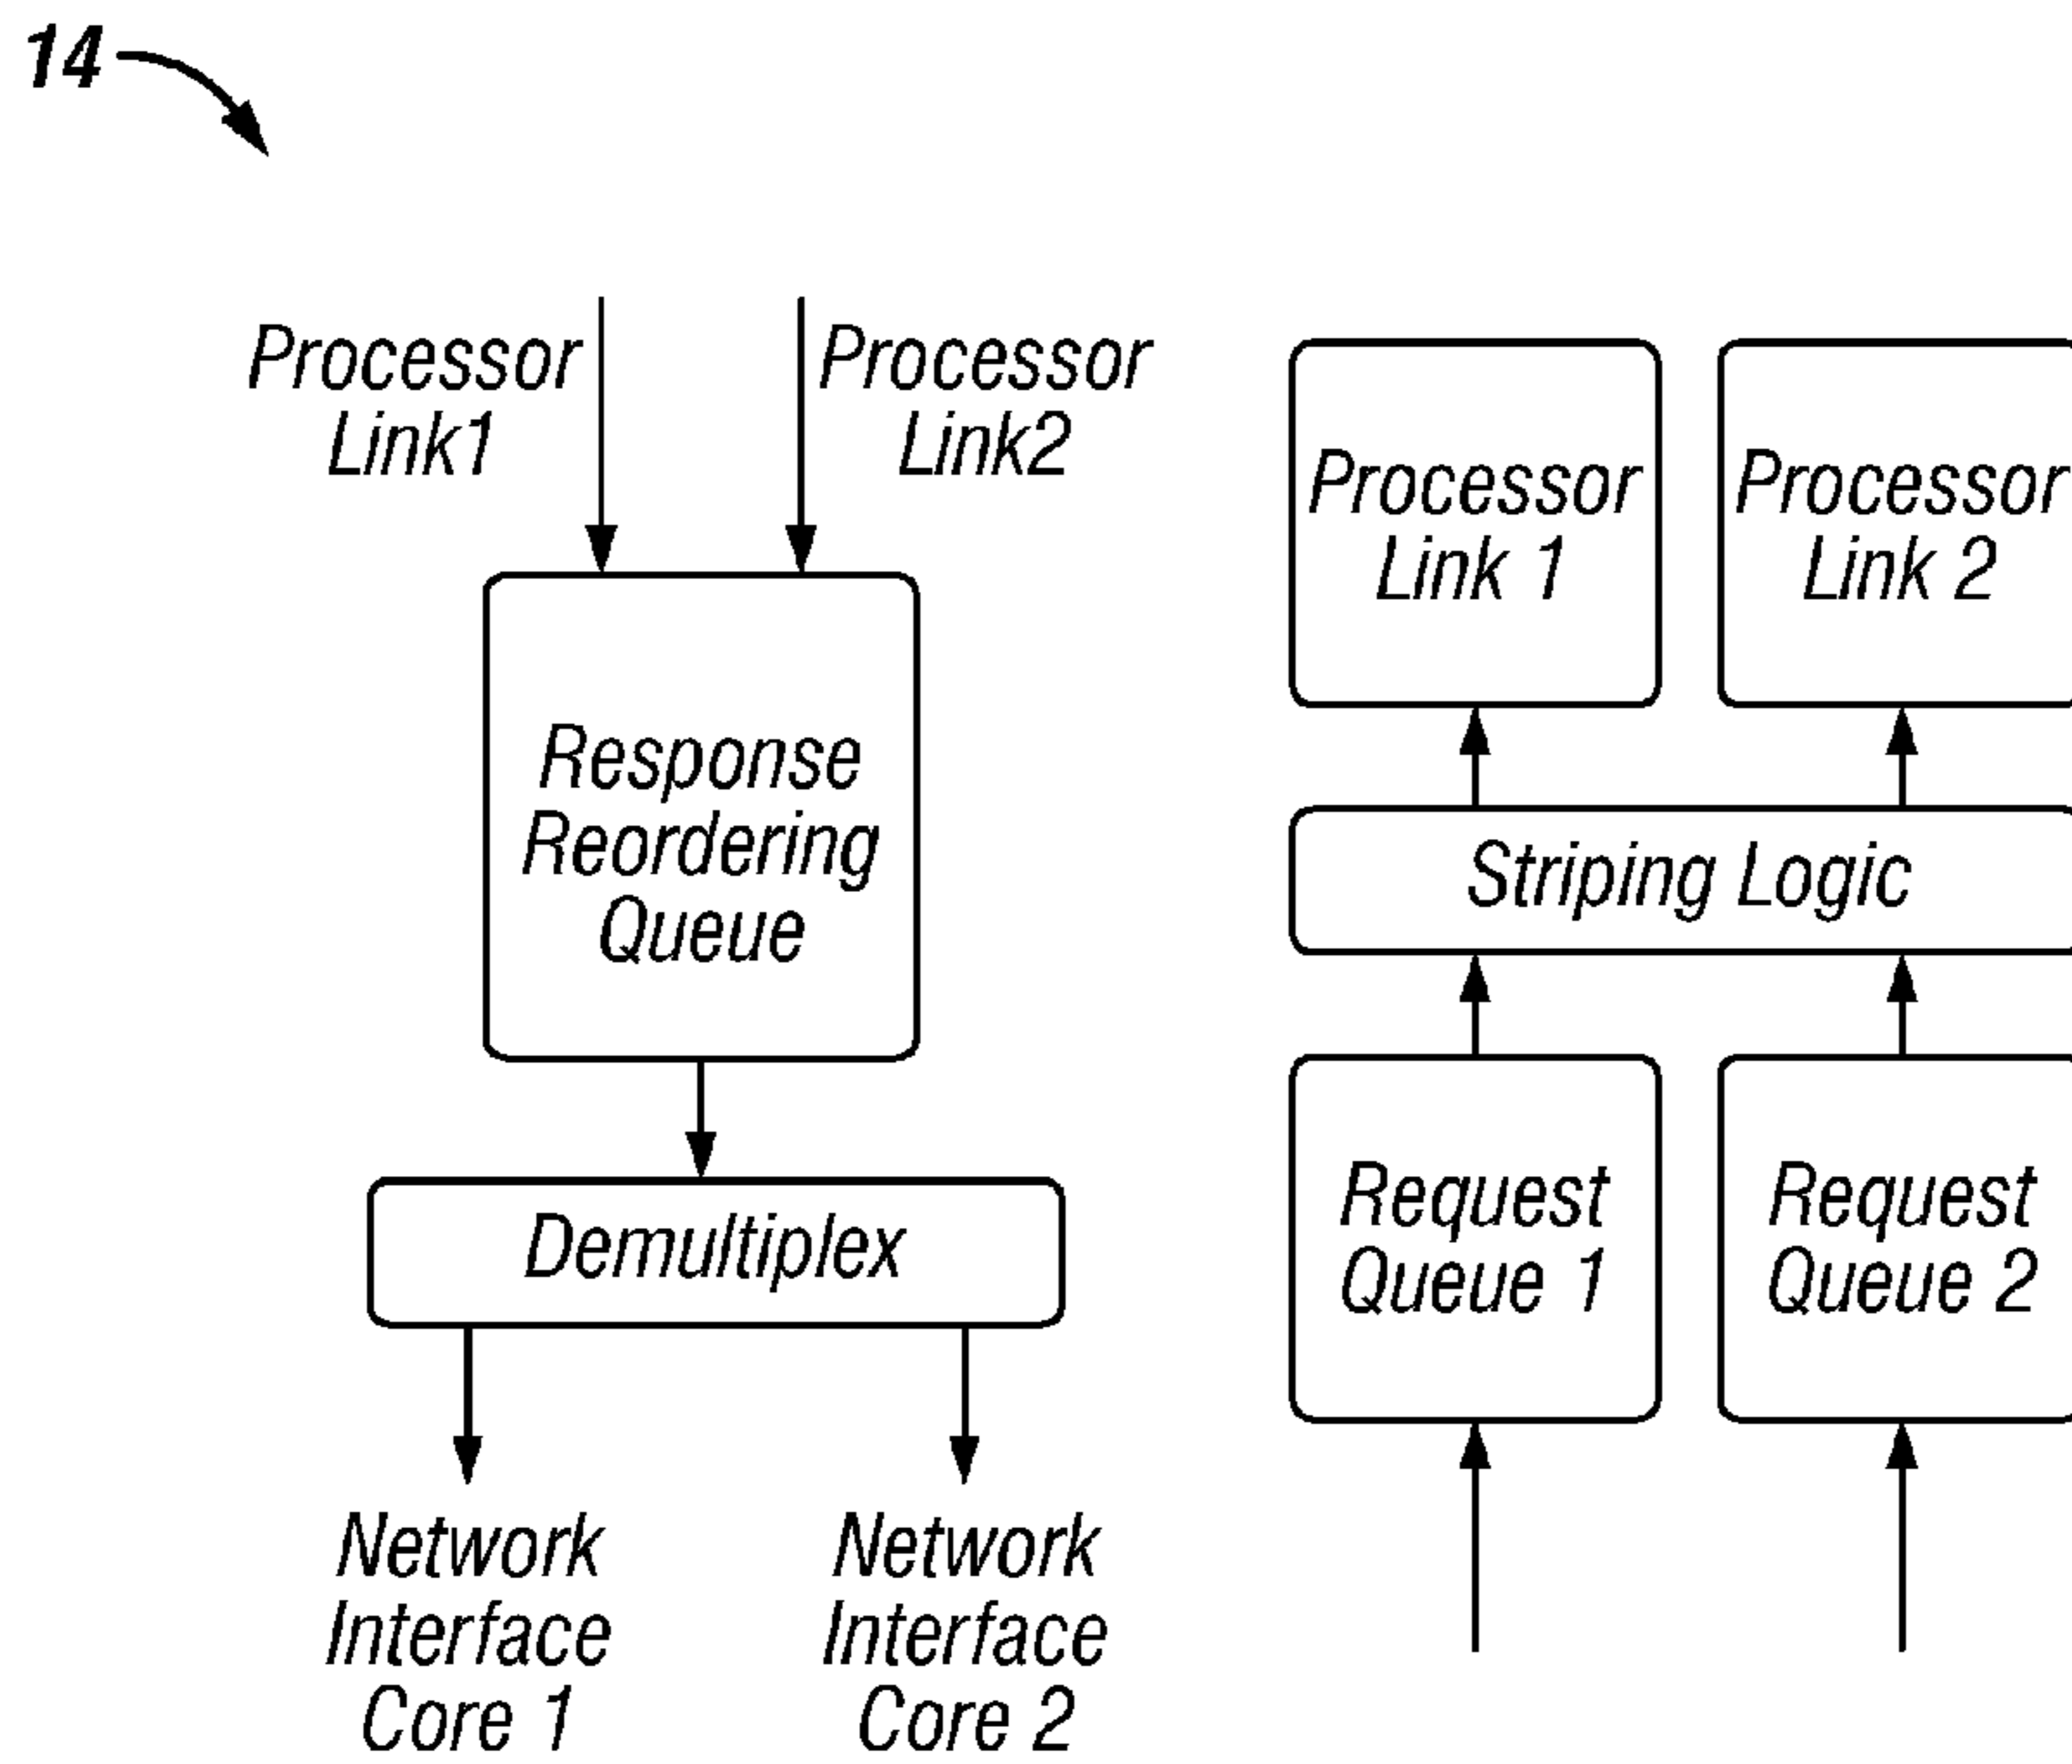 14
Processor
Link1
Processor
Link2
Response
Reordering
Queue
Demultiplex
Network
Interface
Core 1
Network
Interface
Core 2
Processor
Link 1
Processor
Link 2
Striping Logic
Request
Queue 1
Request
Queue 2